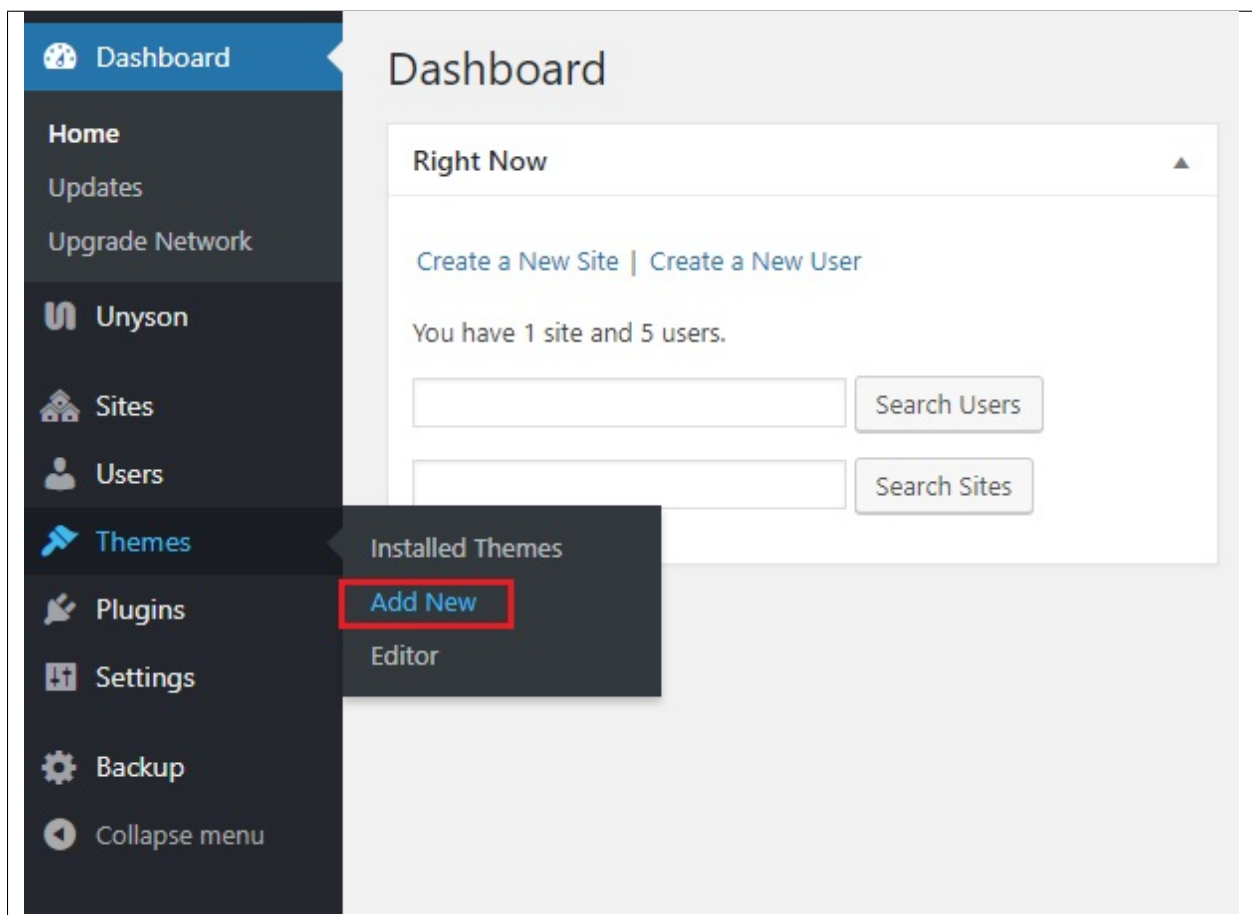 Dashboard
Home
Updates
Upgrade Network
Unyson
Sites
Users
Themes
Plugins
Settings
Backup
Collapse menu
Installed Themes
Add New
Editor
Dashboard
Right Now
Create a New Site | Create a New User
You have 1 site and 5 users.
Search Users
Search Sites